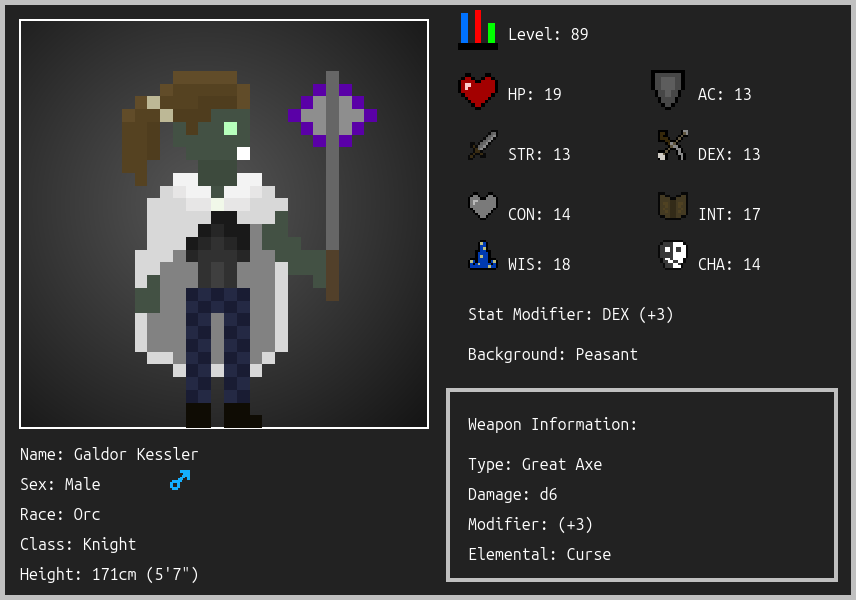 Level: 89
HP: 19
AC: 13
STR: 13
DEX: 13
CON: 14
INT: 17
WIS: 18
CHA: 14
Stat Modifier: DEX (+3)
Background: Peasant
Weapon Information:
Type: Great Axe
Damage: d6
Modifier: (+3)
Elemental: Curse
Name: Galdor Kessler
Sex: Male
Race: Orc
Class: Knight
Height: 171cm (5'7")